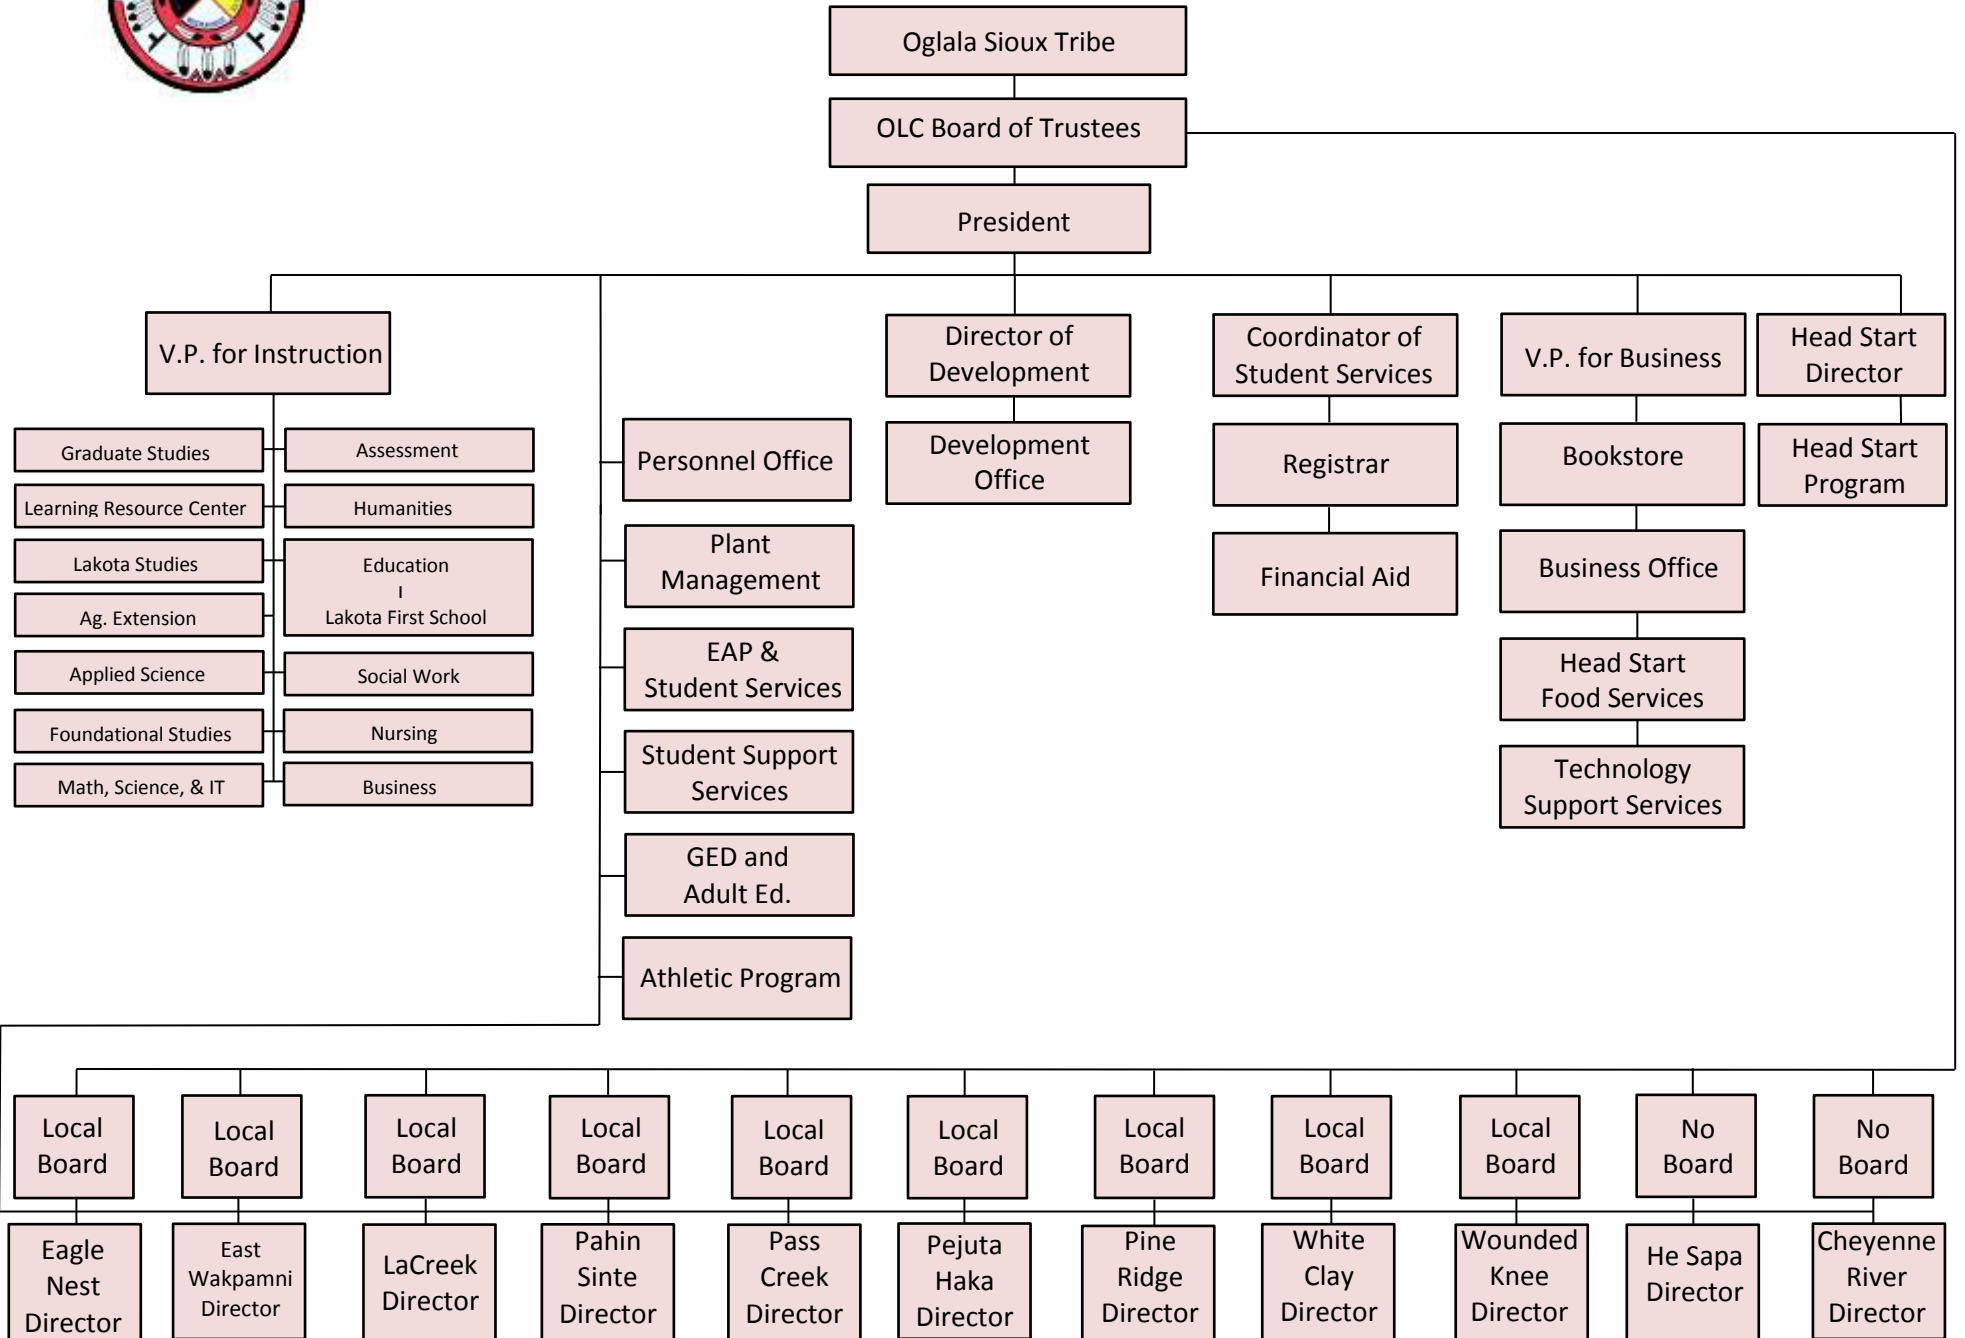 Oglala Sioux Tribe
OLC Board of Trustees
President
V.P. for Instruction
Graduate Studies
Assessment
Learning Resource Center
Humanities
Lakota Studies
Education
Lakota First School
Ag. Extension
Applied Science
Social Work
Foundational Studies
Nursing
Math, Science, & IT
Business
Personnel Office
Plant
Management
EAP &
Student Services
Student Support
Services
GED and
Adult Ed.
Athletic Program
Director of
Development
Development
Office
Coordinator of
Student Services
Registrar
Financial Aid
V.P. for Business
Bookstore
Business Office
Head Start
Food Services
Technology
Support Services
Head Start
Director
Head Start
Program
Local
Board
Local
Board
Local
Board
Local
Board
Local
Board
Local
Board
Local
Board
Local
Board
Local
Board
No
Board
No
Board
Eagle
Nest
Director
East
Wakpamni
Director
LaCreek
Director
Pahin
Sinte
Director
Pass
Creek
Director
Pejuta
Haka
Director
Pine
Ridge
Director
White
Clay
Director
Wounded
Knee
Director
He Sapa
Director
Cheyenne
River
Director